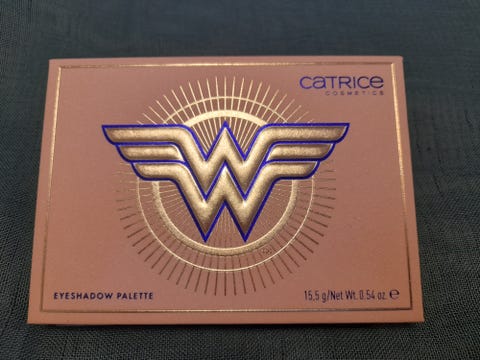 CATRICE
COSMETICS
EYESHADOW PALETTE
15,5 g/Net Wt. 0.54 oz. ℮